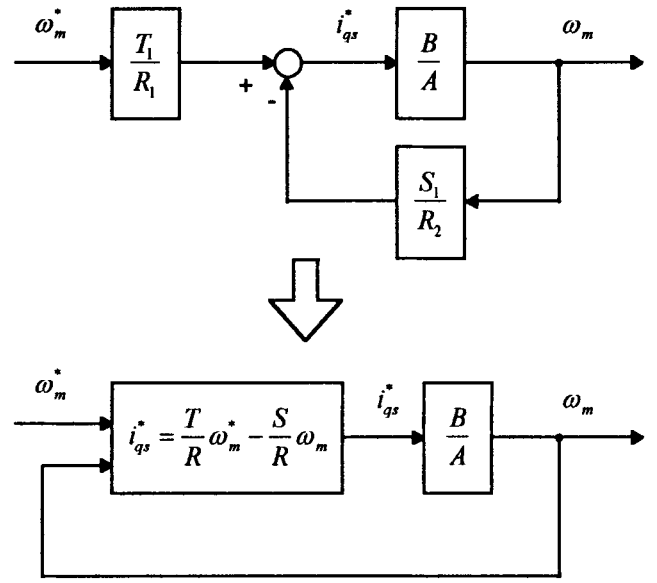 ω*m
T1
R1
+
-
i*qs
B
A
ωm
S1
R2
ω*m
i*qs = T/R ω*m - S/R ωm
i*qs
B
A
ωm